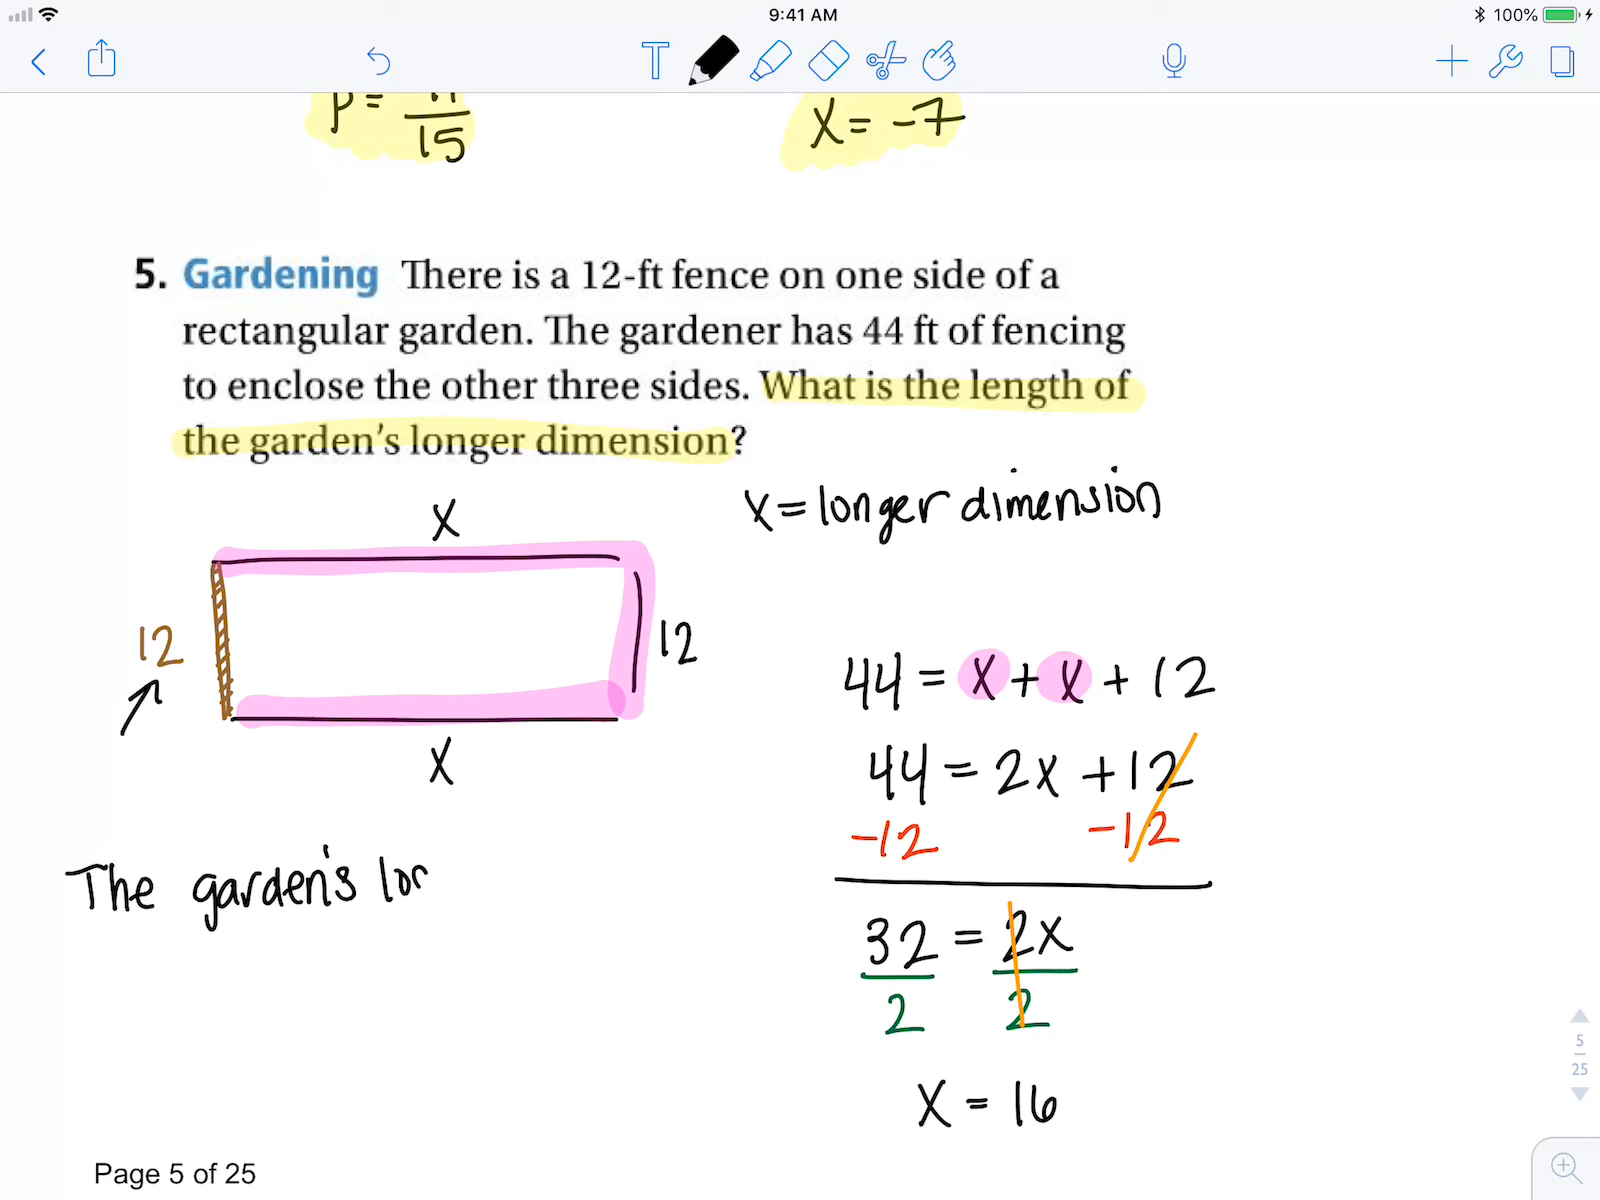 9:41 AM
100%
T
p = 11/15
x = -7
5. Gardening There is a 12-ft fence on one side of a
rectangular garden. The gardener has 44 ft of fencing
to enclose the other three sides. What is the length of
the garden's longer dimension?
x
x = longer dimension
12
12
x
44 = x + x + 12
44 = 2x + 12
-12 -12
The garden's lon
32 = 2x
2 2
x = 16
5
25
Page 5 of 25